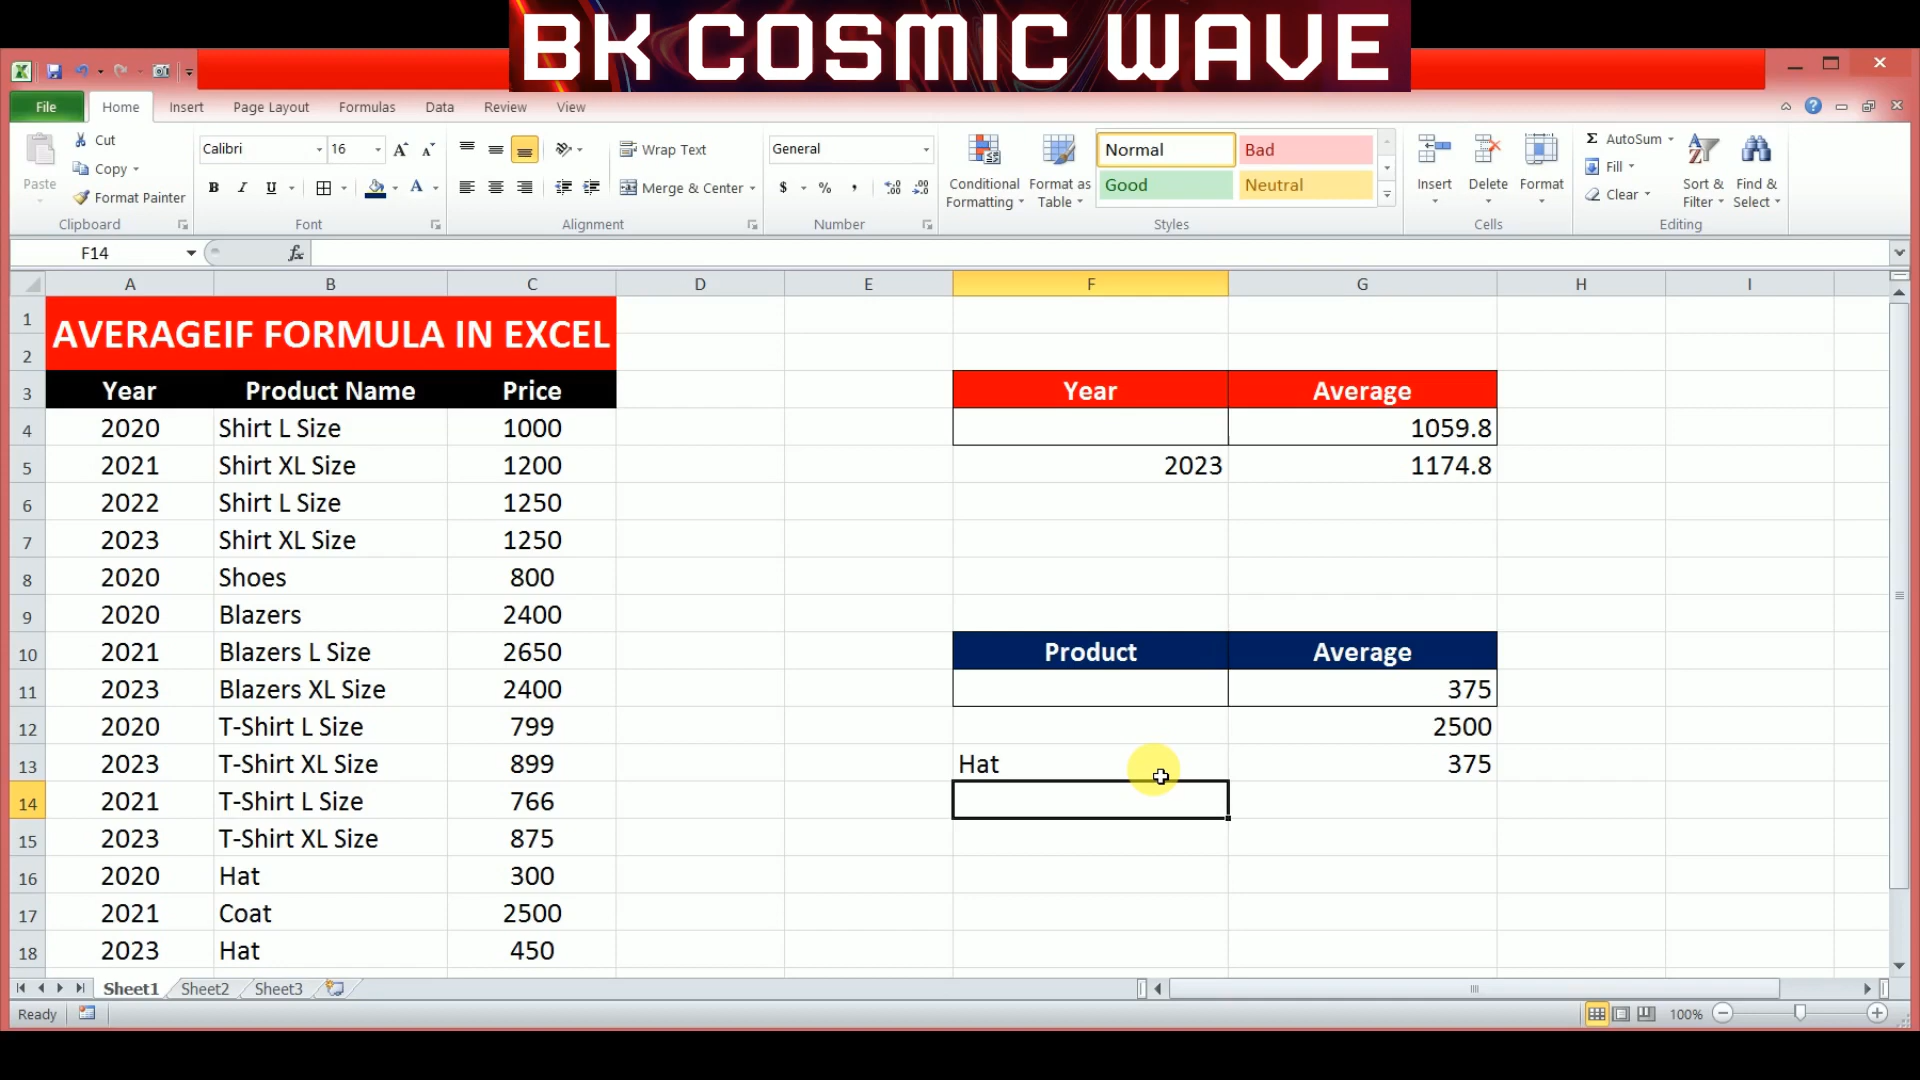 BK COSMIC WAVE
File Home Insert Page Layout Formulas Data Review View
Cut
Copy
Format Painter
Paste
Clipboard
Calibri 16
B I U A
Font
Wrap Text
Merge & Center
Alignment
General
$ % ,
Number
Conditional Formatting
Format as Table
Normal Bad
Good Neutral
Styles
Insert Delete Format
Cells
Σ AutoSum
Fill
Clear
Sort & Filter
Find & Select
Editing
F14 fx
A B C D E F G H I
1 AVERAGEIF FORMULA IN EXCEL
2
3 Year Product Name Price Year Average
4 2020 Shirt L Size 1000 1059.8
5 2021 Shirt XL Size 1200 2023 1174.8
6 2022 Shirt L Size 1250
7 2023 Shirt XL Size 1250
8 2020 Shoes 800
9 2020 Blazers 2400
10 2021 Blazers L Size 2650 Product Average
11 2023 Blazers XL Size 2400 375
12 2020 T-Shirt L Size 799 2500
13 2023 T-Shirt XL Size 899 Hat 375
14 2021 T-Shirt L Size 766
15 2023 T-Shirt XL Size 875
16 2020 Hat 300
17 2021 Coat 2500
18 2023 Hat 450
Sheet1 Sheet2 Sheet3
Ready 100%